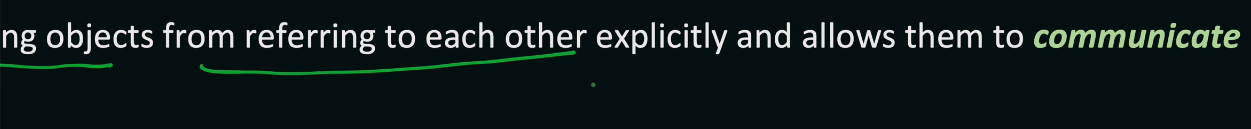 ng objects from referring to each other explicitly and allows them to communicate